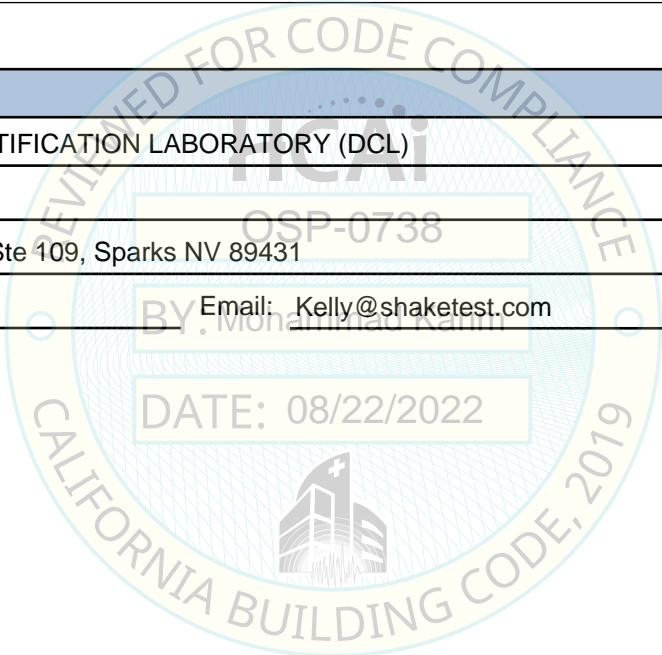 REVIEWED FOR CODE COMPLIANCE
HCAi
TIFICATION LABORATORY (DCL)
OSP-0738
Ste 109, Sparks NV 89431
Email: Kelly@shaketest.com
BY: Mohammad Karim
DATE: 08/22/2022
CALIFORNIA BUILDING CODE, 2019